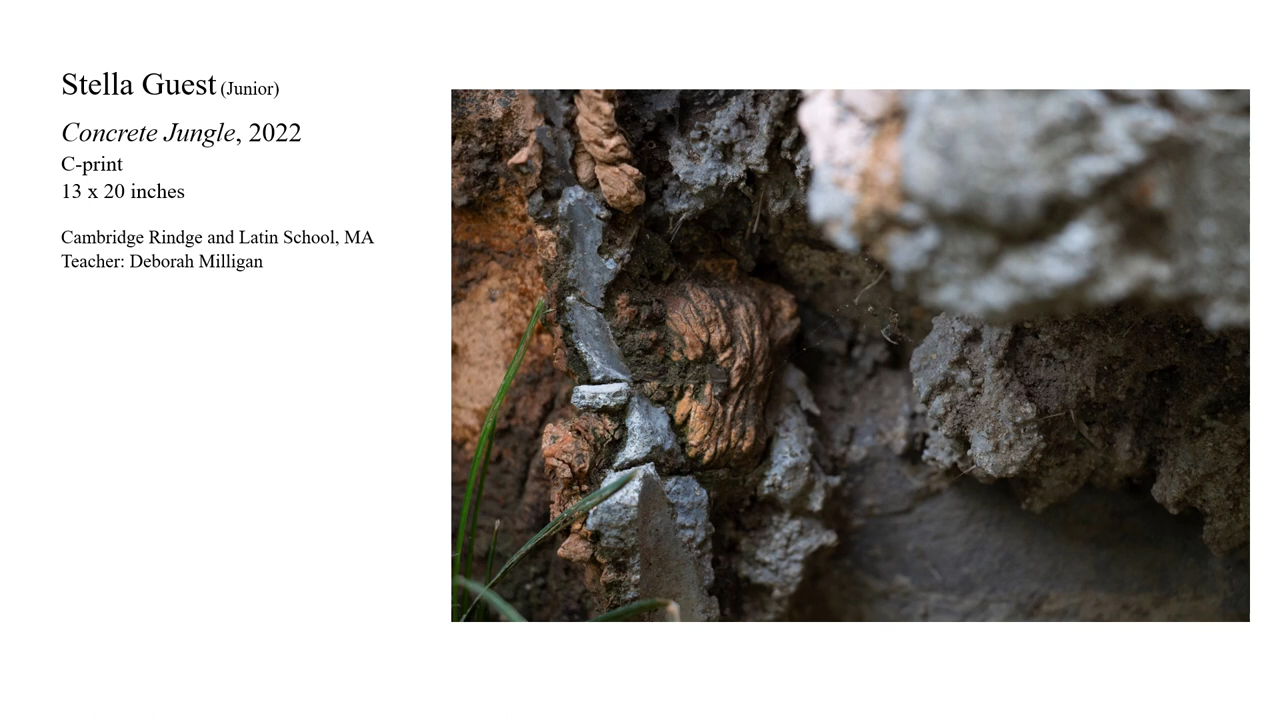 Stella Guest (Junior)
Concrete Jungle, 2022
C-print
13 x 20 inches
Cambridge Rindge and Latin School, MA
Teacher: Deborah Milligan